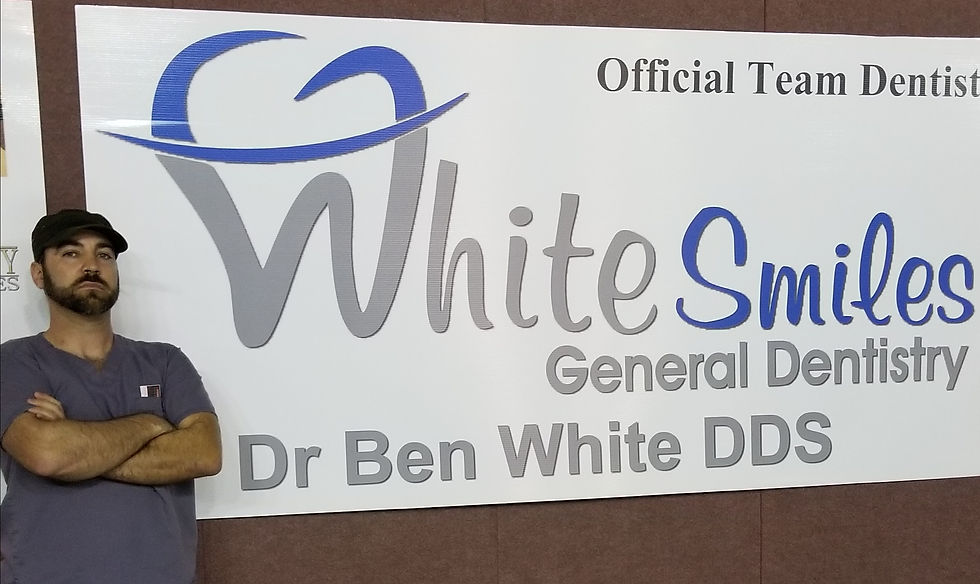 Official Team Dentist
White Smiles
General Dentistry
Dr Ben White DDS